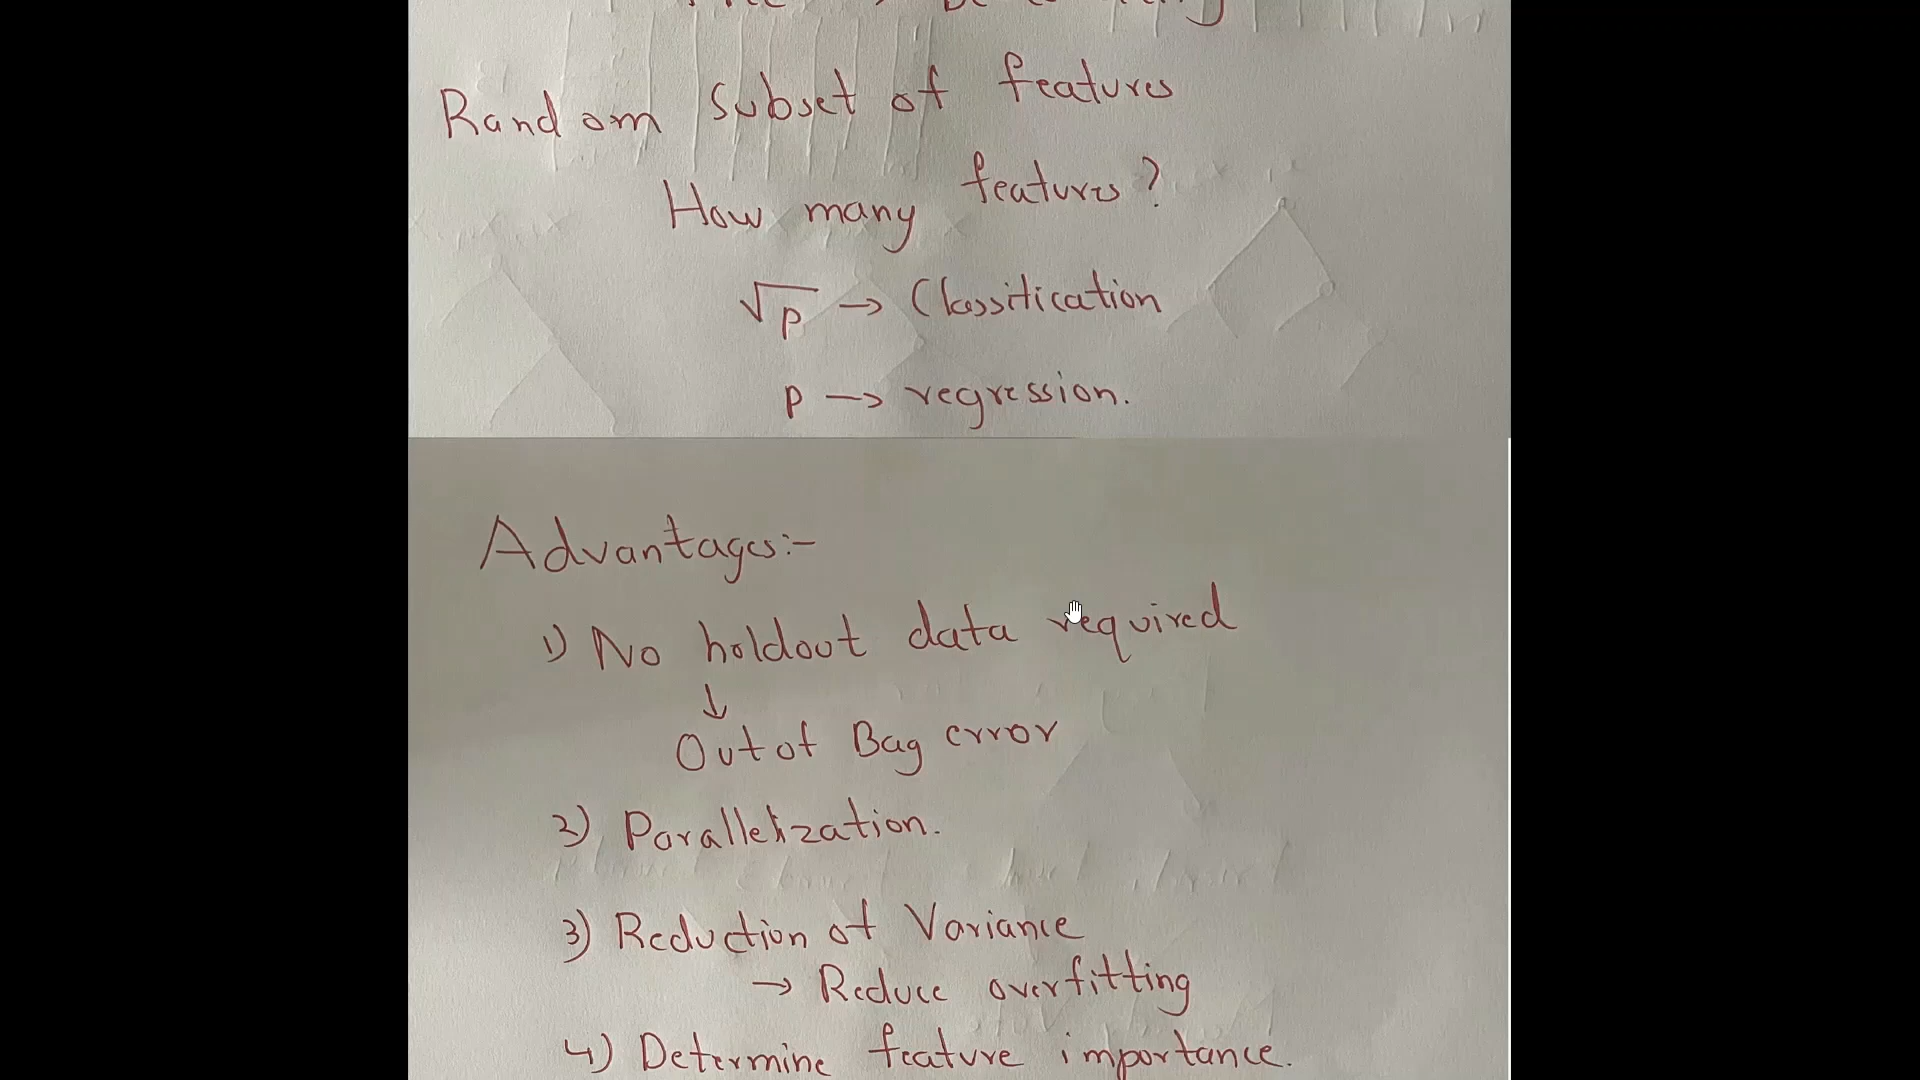 Random subset of features
How many features?
√p → Classification
p → regression.
Advantages:-
1) No holdout data required
↓
Out of Bag error
2) Parallelization.
3) Reduction of Variance
→ Reduce overfitting
4) Determine feature importance.